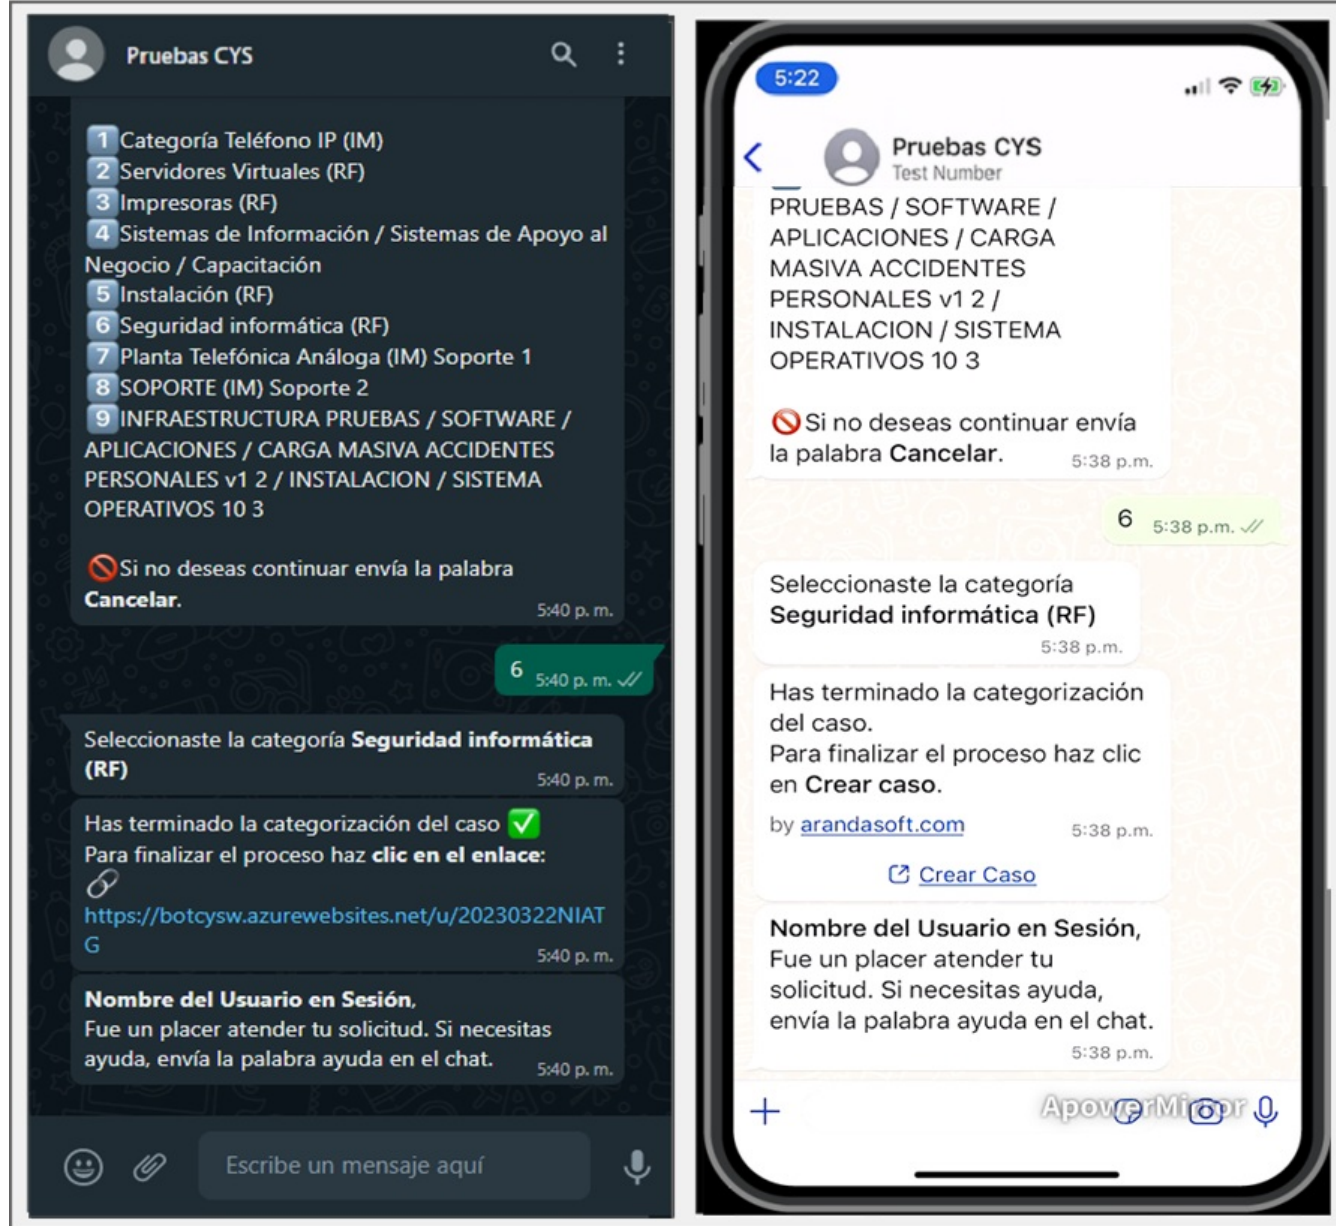 Pruebas CYS
1 Categoría Teléfono IP (IM)
2 Servidores Virtuales (RF)
3 Impresoras (RF)
4 Sistemas de Información / Sistemas de Apoyo al
Negocio / Capacitación
5 Instalación (RF)
6 Seguridad informática (RF)
7 Planta Telefónica Análoga (IM) Soporte 1
8 SOPORTE (IM) Soporte 2
9 INFRAESTRUCTURA PRUEBAS / SOFTWARE /
APLICACIONES / CARGA MASIVA ACCIDENTES
PERSONALES v1 2 / INSTALACION / SISTEMA
OPERATIVOS 10 3
Si no deseas continuar envía la palabra
Cancelar.
5:40 p. m.
6 5:40 p. m.
Seleccionaste la categoría Seguridad informática
(RF)
5:40 p. m.
Has terminado la categorización del caso ✅
Para finalizar el proceso haz clic en el enlace:
https://botcysw.azurewebsites.net/u/20230322NIAT
G
5:40 p. m.
Nombre del Usuario en Sesión,
Fue un placer atender tu solicitud. Si necesitas
ayuda, envía la palabra ayuda en el chat.
5:40 p. m.
Escribe un mensaje aquí
5:22
Pruebas CYS
Test Number
PRUEBAS / SOFTWARE /
APLICACIONES / CARGA
MASIVA ACCIDENTES
PERSONALES v1 2 /
INSTALACION / SISTEMA
OPERATIVOS 10 3
Si no deseas continuar envía
la palabra Cancelar.
5:38 p.m.
6 5:38 p.m.
Seleccionaste la categoría
Seguridad informática (RF)
5:38 p.m.
Has terminado la categorización
del caso.
Para finalizar el proceso haz clic
en Crear caso.
by arandasoft.com
5:38 p.m.
Crear Caso
Nombre del Usuario en Sesión,
Fue un placer atender tu
solicitud. Si necesitas ayuda,
envía la palabra ayuda en el chat.
5:38 p.m.
ApowerMirror